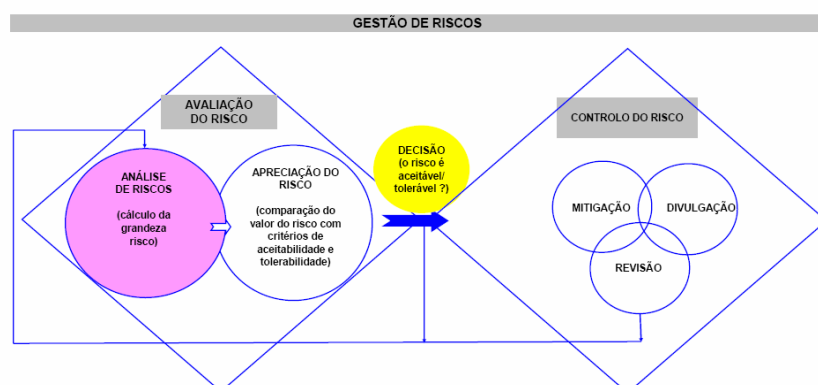 GESTÃO DE RISCOS
AVALIAÇÃO
DO RISCO
ANÁLISE
DE RISCOS
(cálculo da
grandeza
risco)
APRECIAÇÃO DO
RISCO
(comparação do
valor do risco com
critérios de
aceitabilidade e
tolerabilidade)
DECISÃO
(o risco é
aceitável/
tolerável ?)
CONTROLO DO RISCO
MITIGAÇÃO
DIVULGAÇÃO
REVISÃO